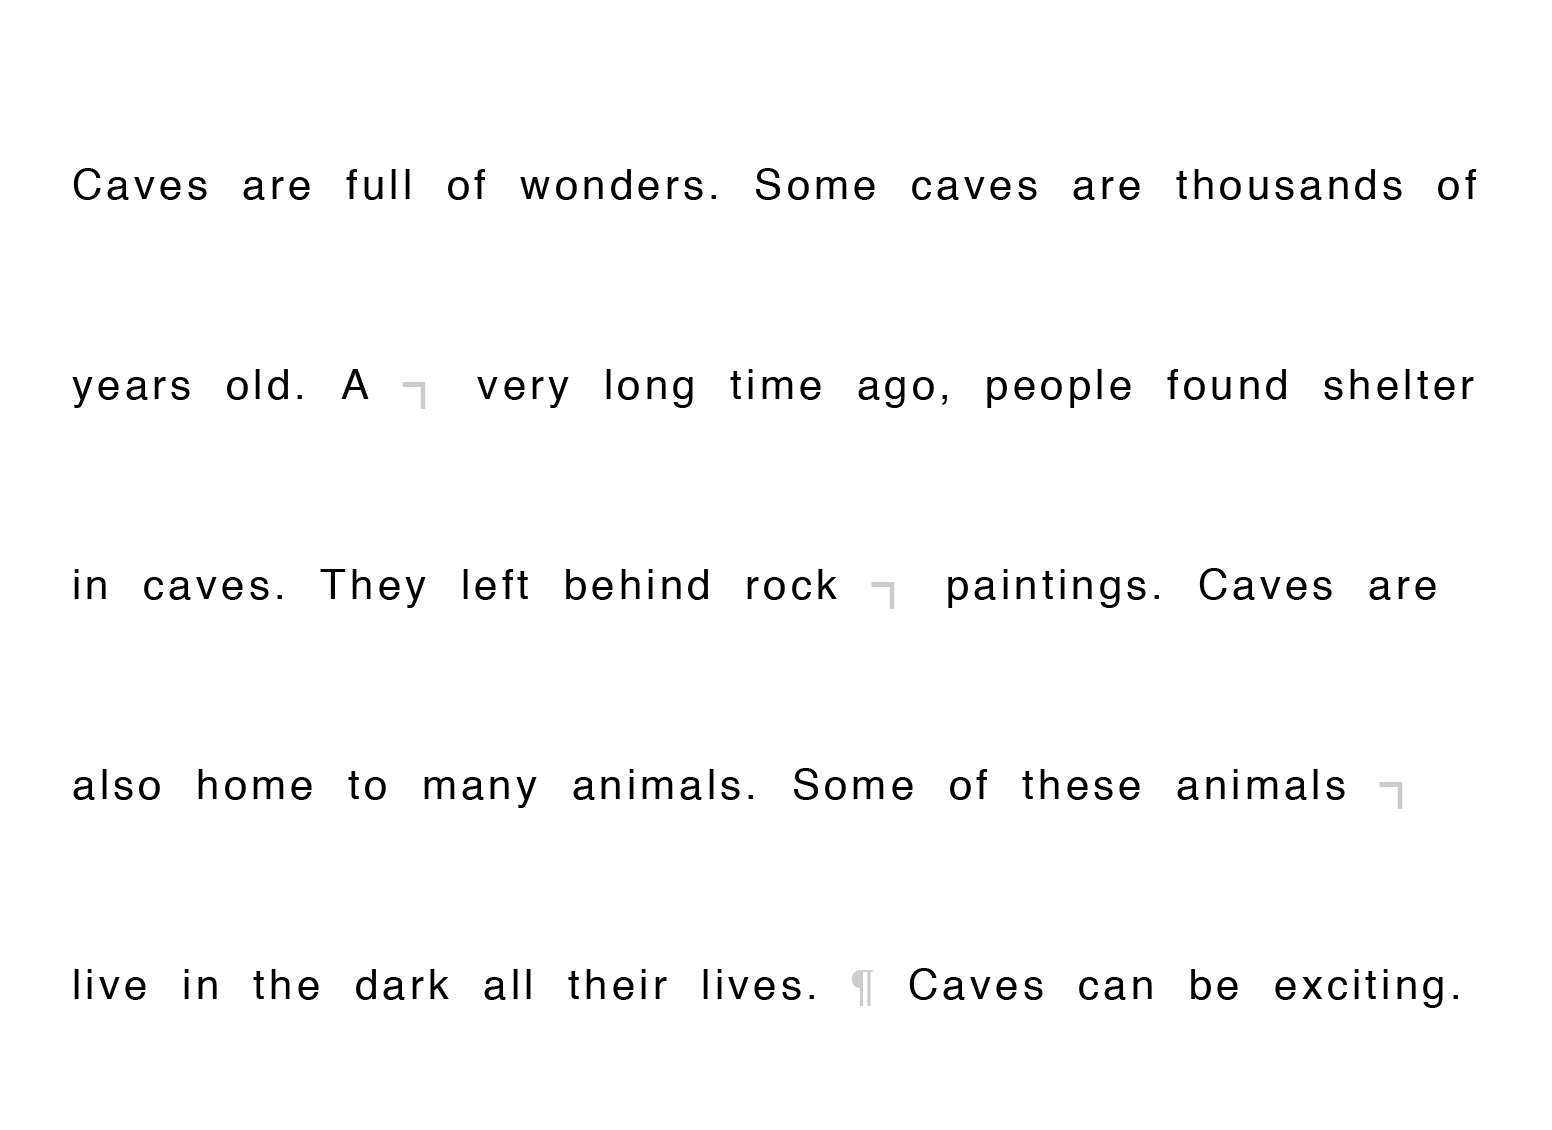 Caves are full of wonders. Some caves are thousands of
years old. A ¬ very long time ago, people found shelter
in caves. They left behind rock ¬ paintings. Caves are
also home to many animals. Some of these animals ¬
live in the dark all their lives. ¶ Caves can be exciting.